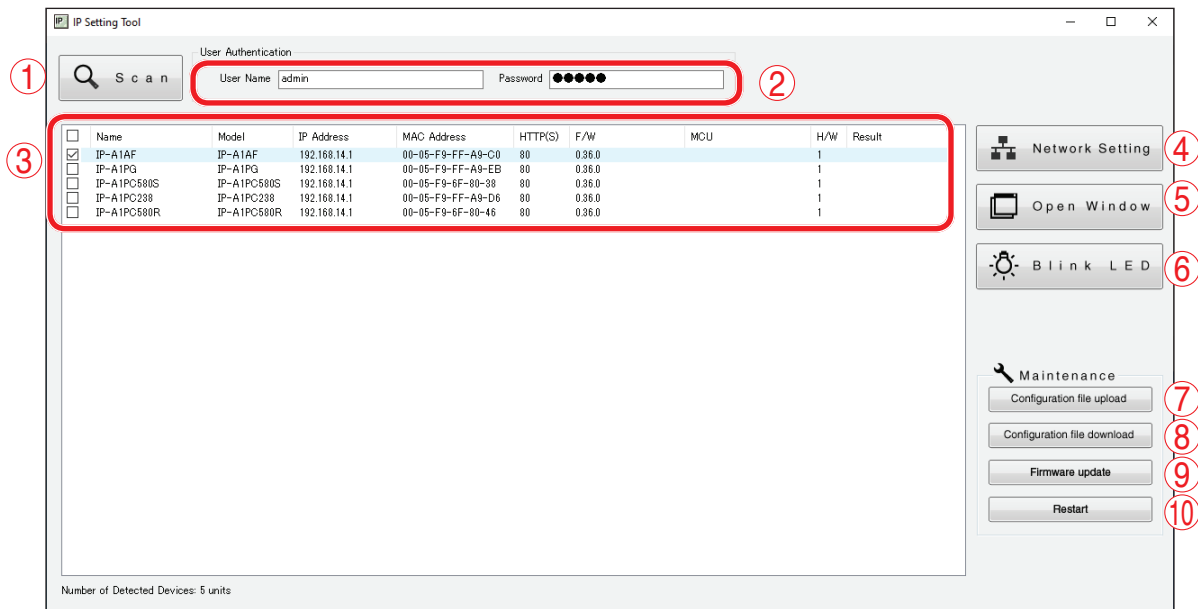 IP IP Setting Tool
User Authentication
① Scan User Name admin Password ●●●●● ②
③
Name Model IP Address MAC Address HTTP(S) F/W MCU H/W Result
IP-A1AF IP-A1AF 192.168.14.1 00-05-F9-FF-A9-C0 80 0.36.0 1
IP-A1PG IP-A1PG 192.168.14.1 00-05-F9-FF-A9-EB 80 0.36.0 1
IP-A1PC580S IP-A1PC580S 192.168.14.1 00-05-F9-6F-80-38 80 0.36.0 1
IP-A1PC238 IP-A1PC238 192.168.14.1 00-05-F9-FF-A9-D6 80 0.36.0 1
IP-A1PC580R IP-A1PC580R 192.168.14.1 00-05-F9-6F-80-46 80 0.36.0 1
Network Setting ④
Open Window ⑤
Blink LED ⑥
Maintenance
Configuration file upload ⑦
Configuration file download ⑧
Firmware update ⑨
Restart ⑩
Number of Detected Devices: 5 units